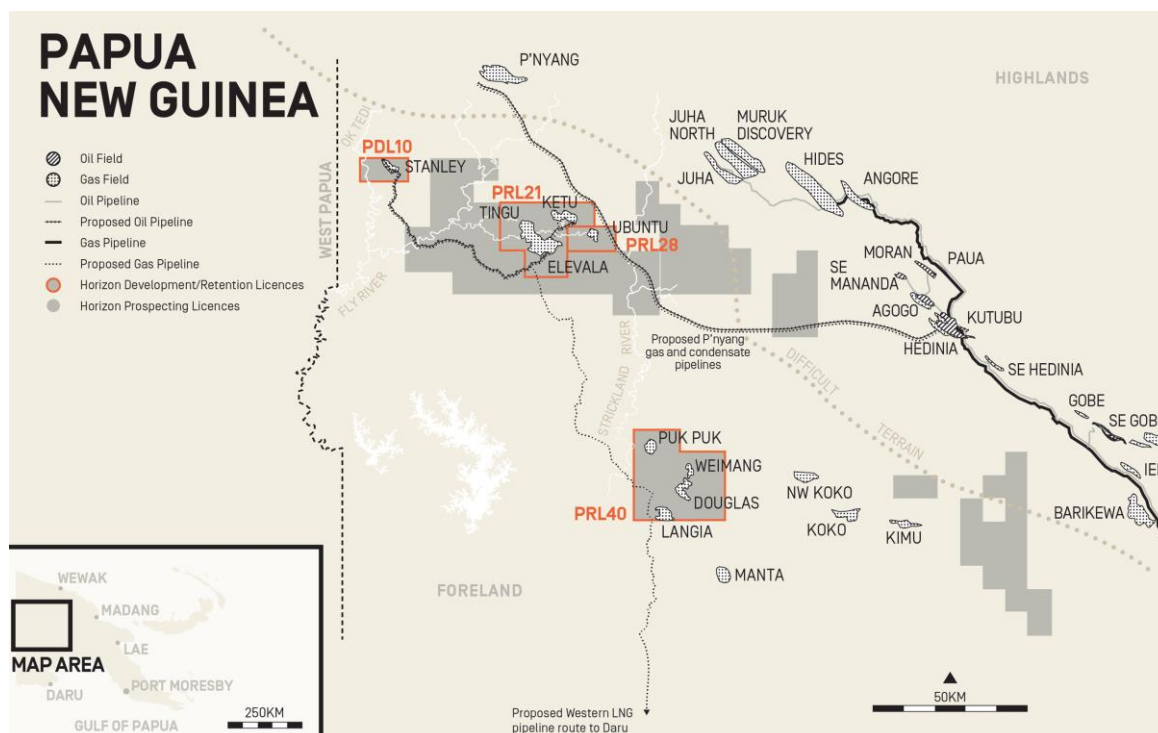 PAPUA
NEW GUINEA
Oil Field
Gas Field
Oil Pipeline
Proposed Oil Pipeline
Gas Pipeline
Proposed Gas Pipeline
Horizon Development/Retention Licences
Horizon Prospecting Licences
WEST PAPUA
OK TEDI
FLY RIVER
PDL10
STANLEY
P'NYANG
PRL21
KETU
TINGU
UBUNTU
PRL28
ELEVALA
HIGHLANDS
JUHA
NORTH
MURUK
DISCOVERY
JUHA
HIDES
ANGORE
MORAN
PAUA
SE
MANANDA
AGOGO
KUTUBU
HEDINIA
SE HEDINIA
GOBE
SE GOB
IE
BARIKEWA
Proposed P'nyang
gas and condensate
pipelines
STRICKLAND RIVER
DIFFICULT
TERRAIN
PUK PUK
WEIMANG
DOUGLAS
PRL40
LANGIA
NW KOKO
KOKO
KIMU
MANTA
FORELAND
Proposed Western LNG
pipeline route to Daru
50KM
WEWAK
MADANG
LAE
MAP AREA
DARU
PORT MORESBY
GULF OF PAPUA
250KM